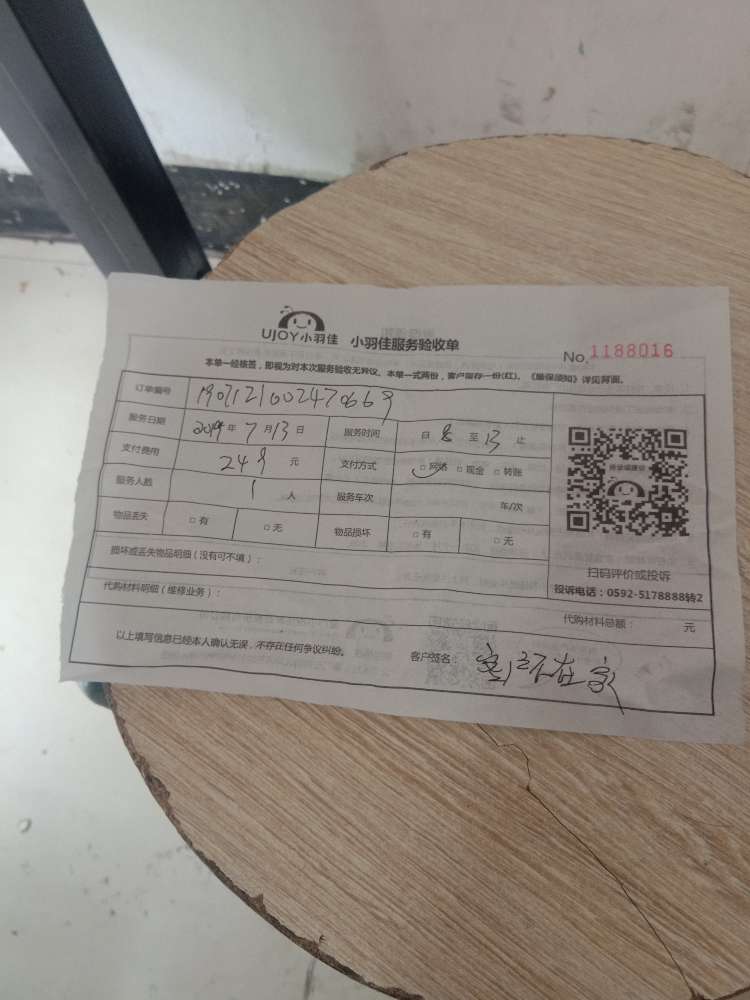 UJOY小羽佳 小羽佳服务验收单
No. 1188016
本单一经核签，即视为对本次服务验收无异议。本单一式两份，客户留存一份(红)。《缴保须知》详见背面。
订单编号 1907121002470669
服务日期 2019年 7月13日 服务时间 自 8 至 13 止
支付费用 249 元 支付方式 □网络 □现金 □转账
服务人数 1 人 服务车次 车/次
物品丢失 □有 □无 物品损坏 □有 □无
损坏或丢失物品明细（没有可不填）：
代购材料明细（维修业务）：
代购材料总额： 元
扫码评价或投诉
投诉电话：0592-5178888转2
以上填写信息已经本人确认无误，不存在任何争议纠纷。 客户签名： 客户不在家